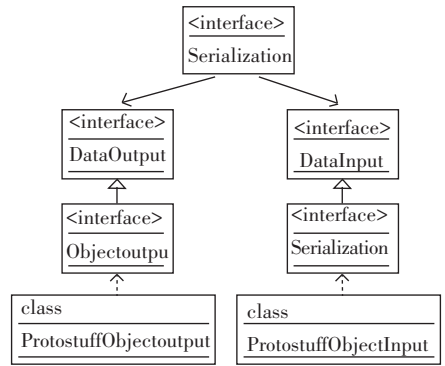 <interface>
Serialization
<interface>
DataOutput
<interface>
DataInput
<interface>
Objectoutpu
<interface>
Serialization
class
ProtostuffObjectoutput
class
ProtostuffObjectInput